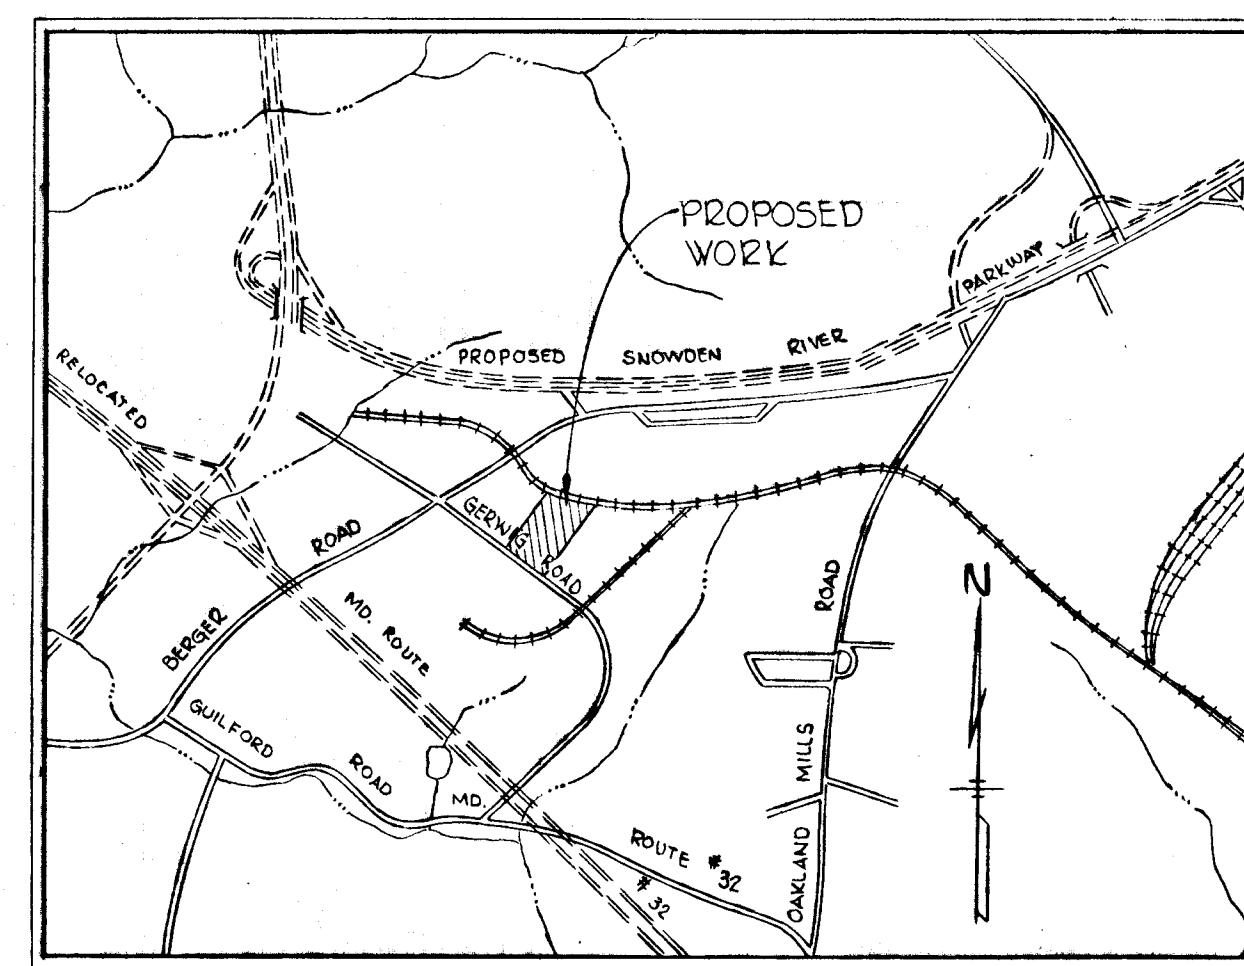 PROPOSED
WORK
PARKWAY
PROPOSED SNOWDEN RIVER
RELOCATED
GERWIG ROAD
BERGER ROAD
MD. ROUTE
ROAD
N
GUILFORD ROAD
MD. ROUTE # 32
# 32
OAKLAND MILLS